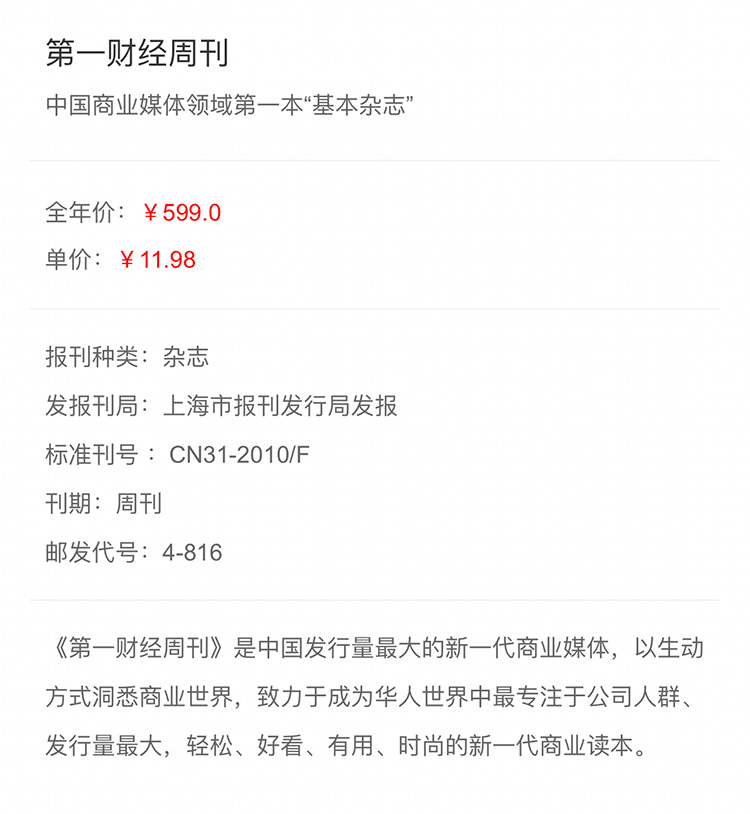 第一财经周刊
中国商业媒体领域第一本“基本杂志”
全年价：￥599.0
单价：￥11.98
报刊种类：杂志
发报刊局：上海市报刊发行局发报
标准刊号 ：CN31-2010/F
刊期：周刊
邮发代号：4-816
《第一财经周刊》是中国发行量最大的新一代商业媒体，以生动
方式洞悉商业世界，致力于成为华人世界中最专注于公司人群、
发行量最大，轻松、好看、有用、时尚的新一代商业读本。